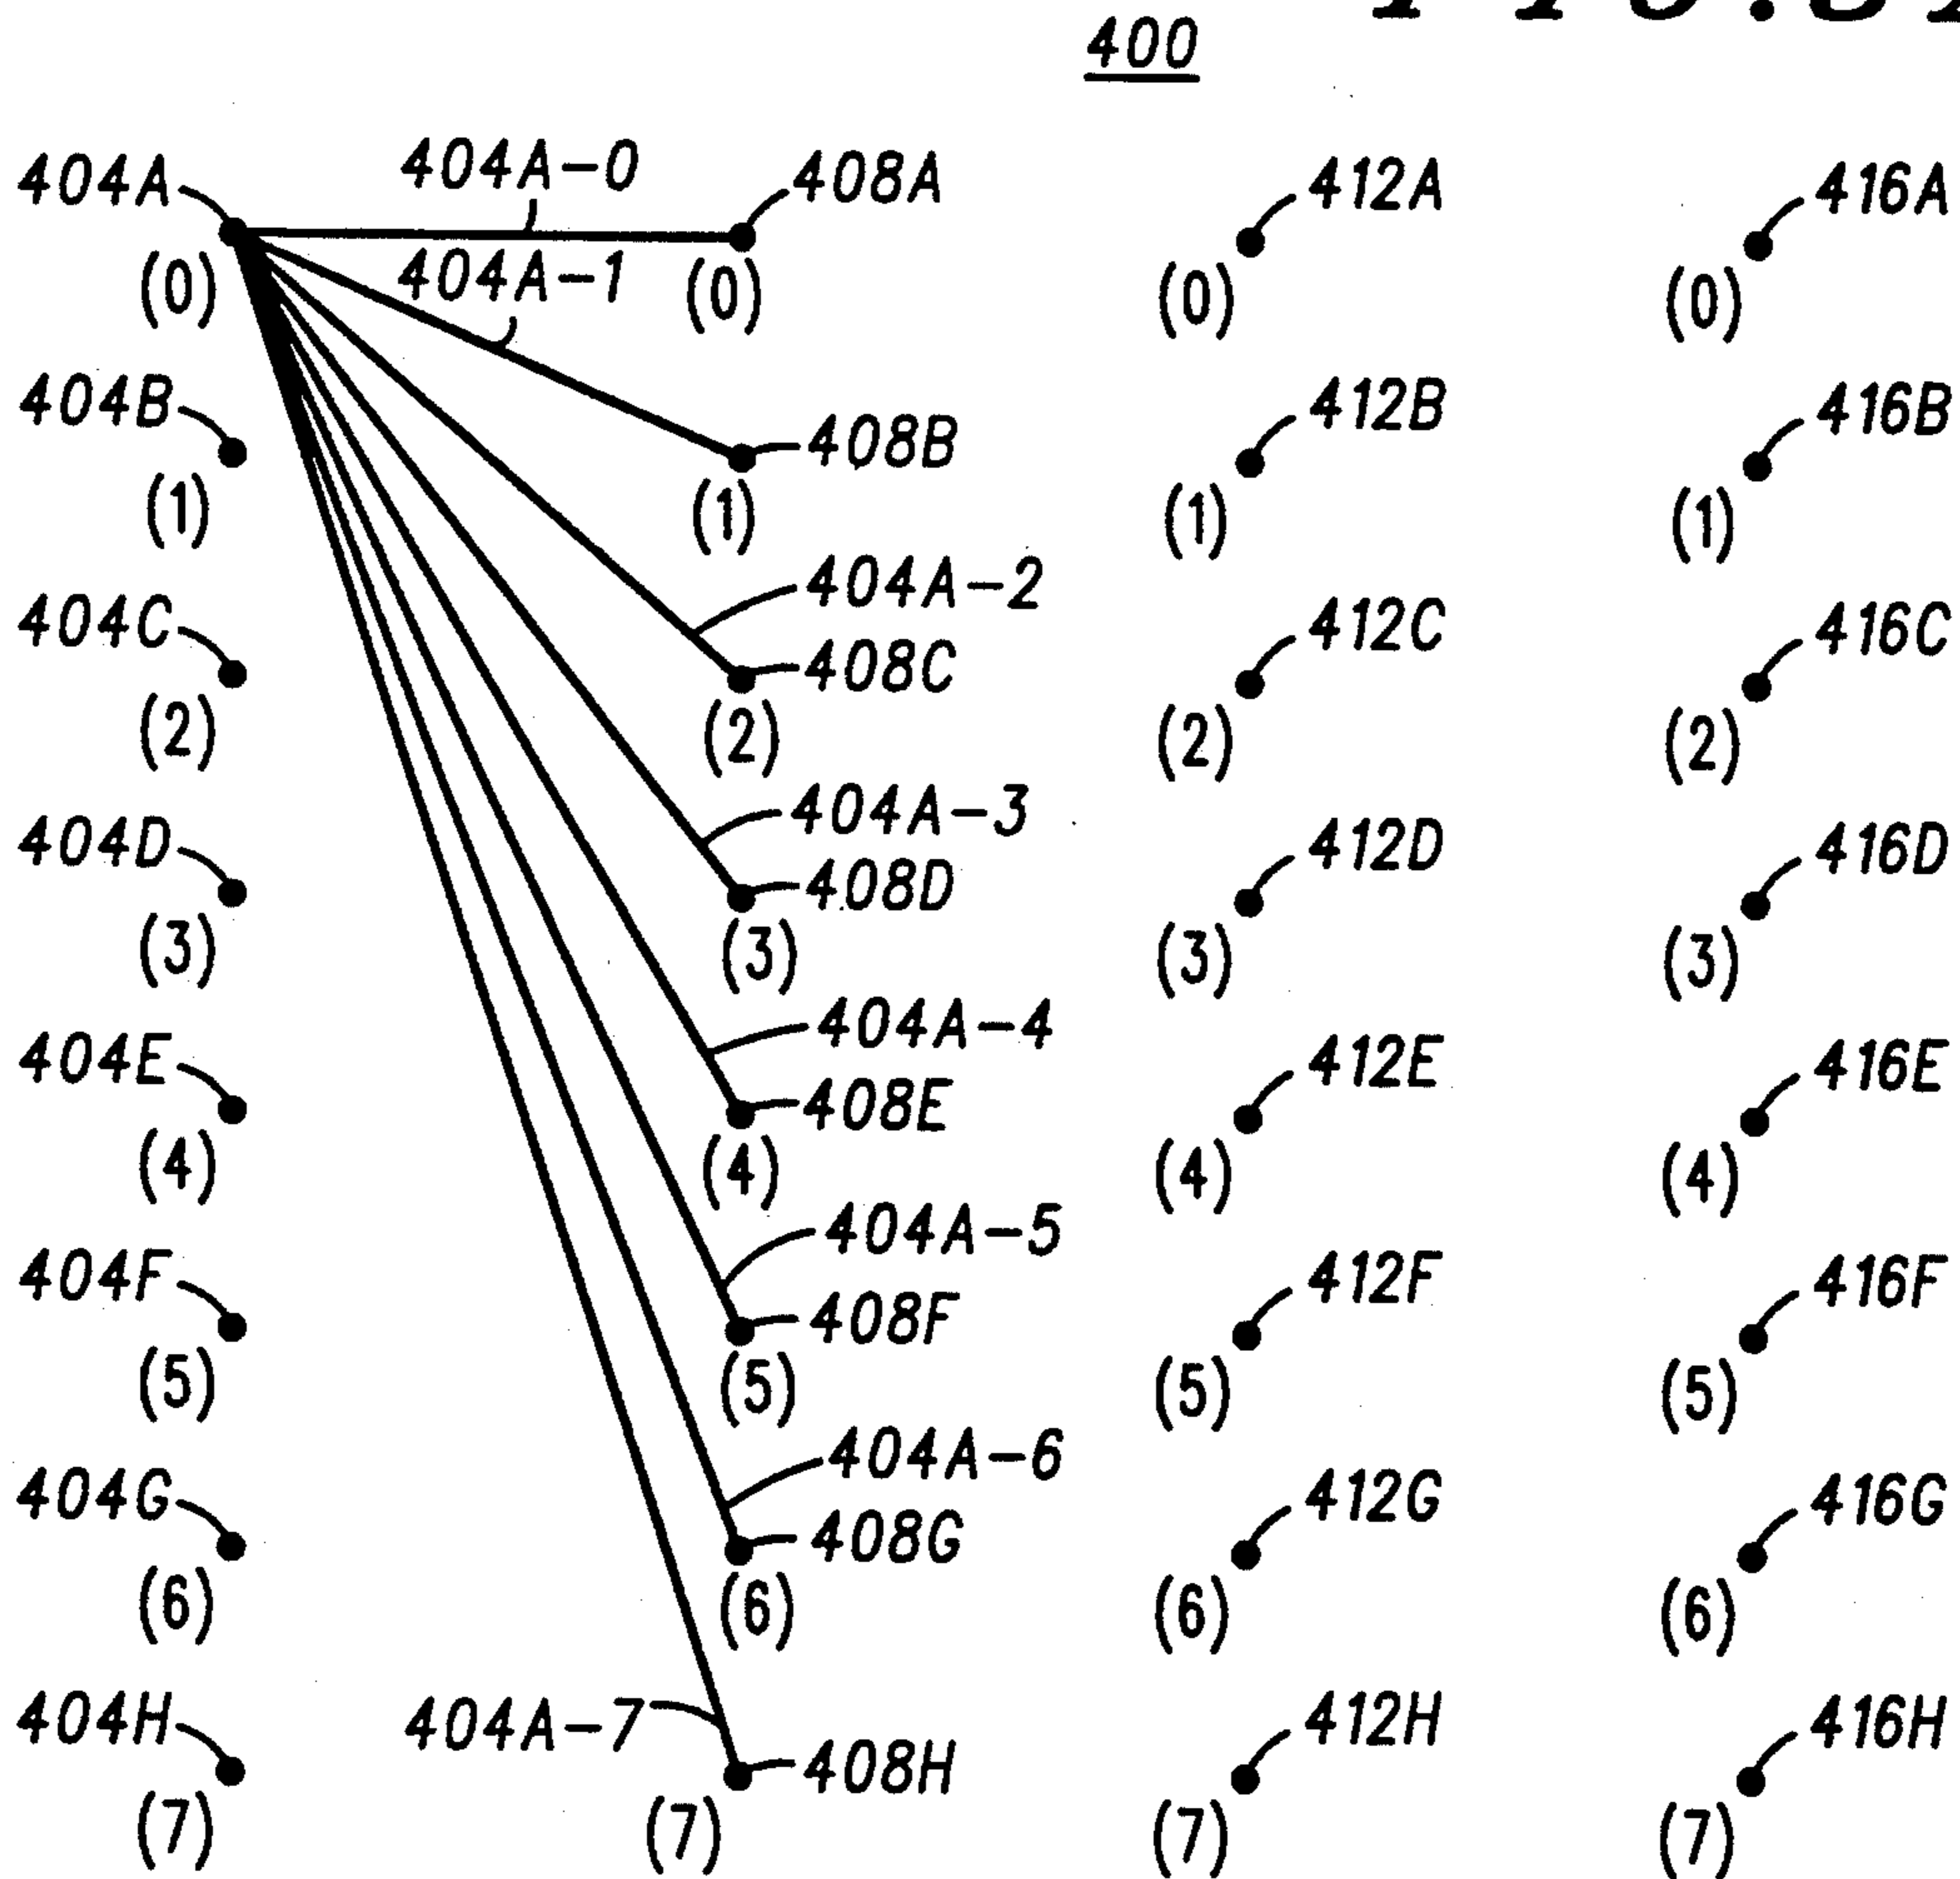 400
404A 404A-0 408A 412A 416A
(0) 404A-1 (0) (0) (0)
404B 408B 412B 416B
(1) (1) (1) (1)
404A-2
404C 408C 412C 416C
(2) (2) (2) (2)
404A-3
404D 408D 412D 416D
(3) (3) (3) (3)
404A-4
404E 408E 412E 416E
(4) (4) (4) (4)
404A-5
404F 408F 412F 416F
(5) (5) (5) (5)
404A-6
404G 408G 412G 416G
(6) (6) (6) (6)
404H 404A-7 408H 412H 416H
(7) (7) (7) (7)